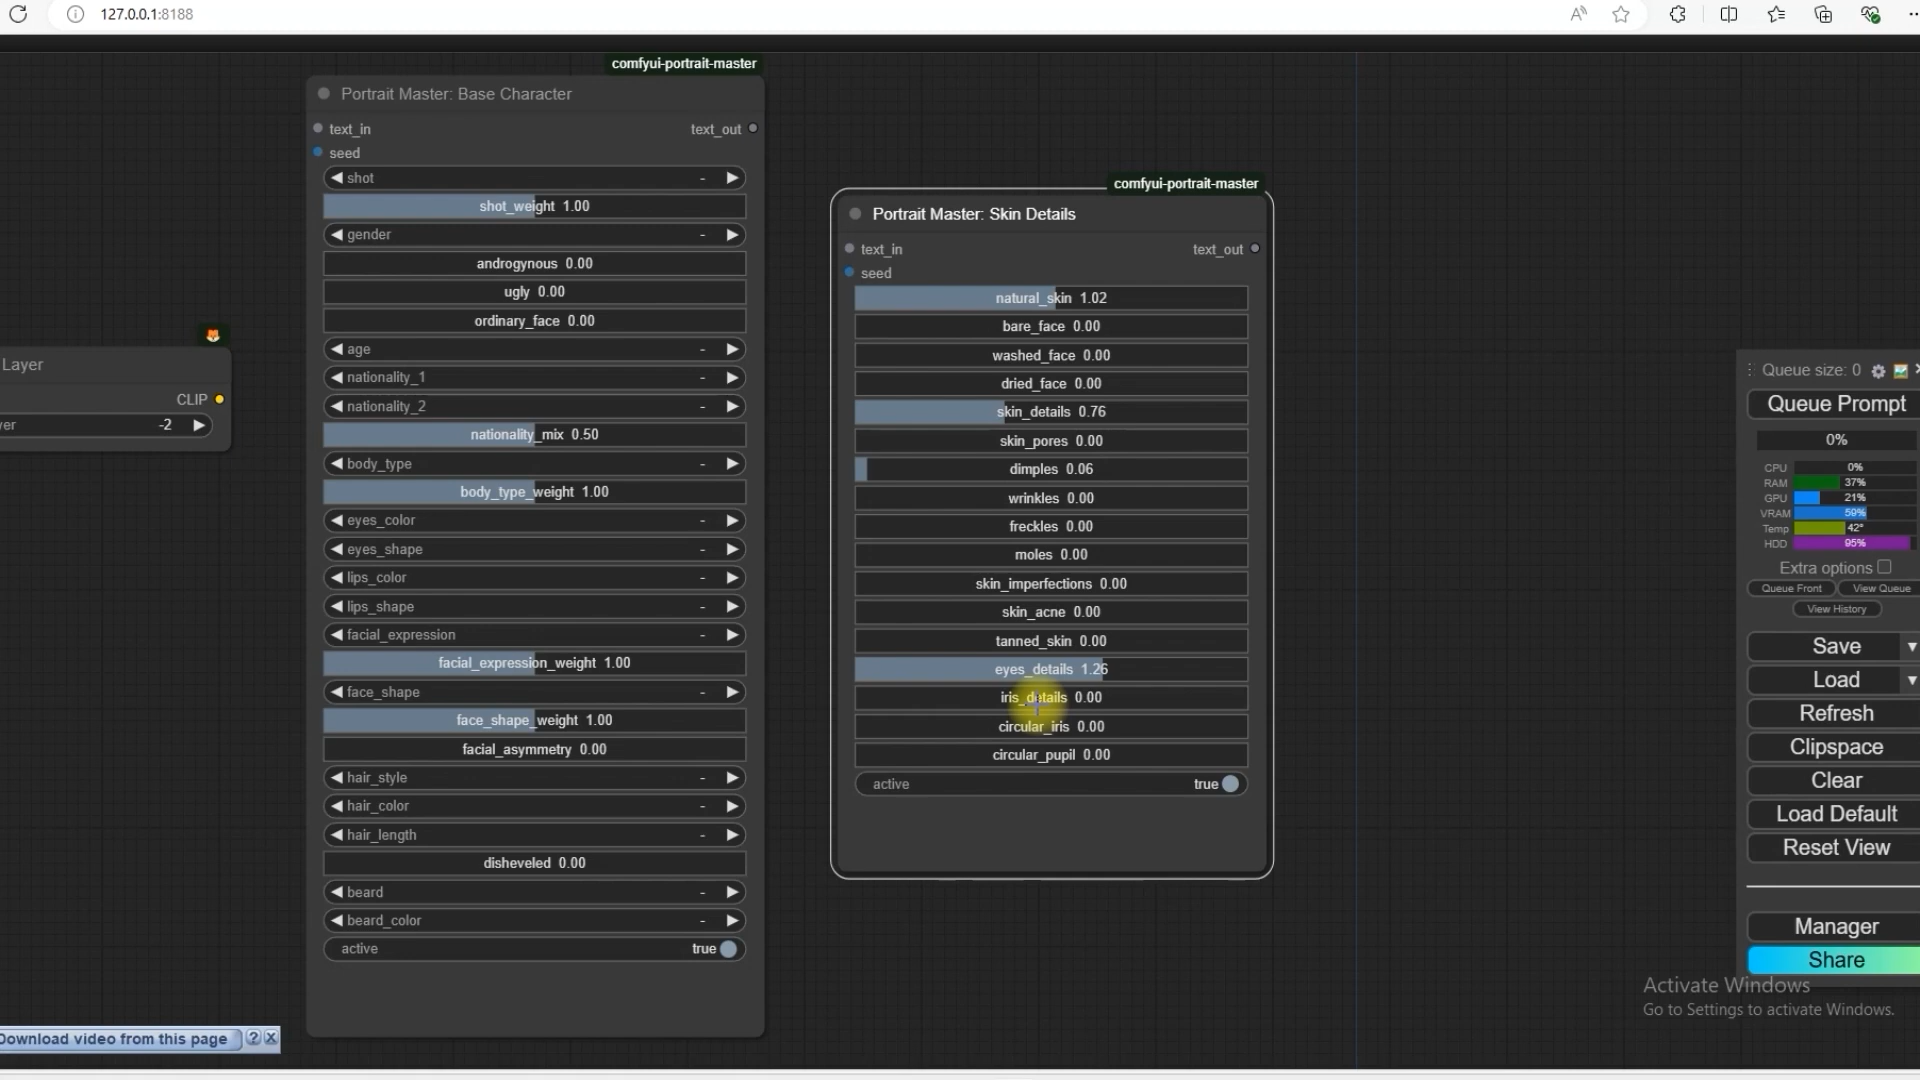 127.0.0.1:8188
comfyui-portrait-master
Portrait Master: Base Character
text_in
text_out
seed
shot -
shot_weight 1.00
gender -
androgynous 0.00
ugly 0.00
ordinary_face 0.00
age -
nationality_1 -
nationality_2 -
nationality_mix 0.50
body_type -
body_type_weight 1.00
eyes_color -
eyes_shape -
lips_color -
lips_shape -
facial_expression -
facial_expression_weight 1.00
face_shape -
face_shape_weight 1.00
facial_asymmetry 0.00
hair_style -
hair_color -
hair_length -
disheveled 0.00
beard -
beard_color -
active true
Layer
CLIP
yer -2
comfyui-portrait-master
Portrait Master: Skin Details
text_in
text_out
seed
natural_skin 1.02
bare_face 0.00
washed_face 0.00
dried_face 0.00
skin_details 0.76
skin_pores 0.00
dimples 0.06
wrinkles 0.00
freckles 0.00
moles 0.00
skin_imperfections 0.00
skin_acne 0.00
tanned_skin 0.00
eyes_details 1.26
iris_details 0.00
circular_iris 0.00
circular_pupil 0.00
active true
Queue size: 0
Queue Prompt
0%
CPU 0%
RAM 37%
GPU 21%
VRAM 59%
Temp 42°
HDD 95%
Extra options
Queue Front View Queue
View History
Save
Load
Refresh
Clipspace
Clear
Load Default
Reset View
Manager
Share
Activate Windows
Go to Settings to activate Windows.
Download video from this page ? X